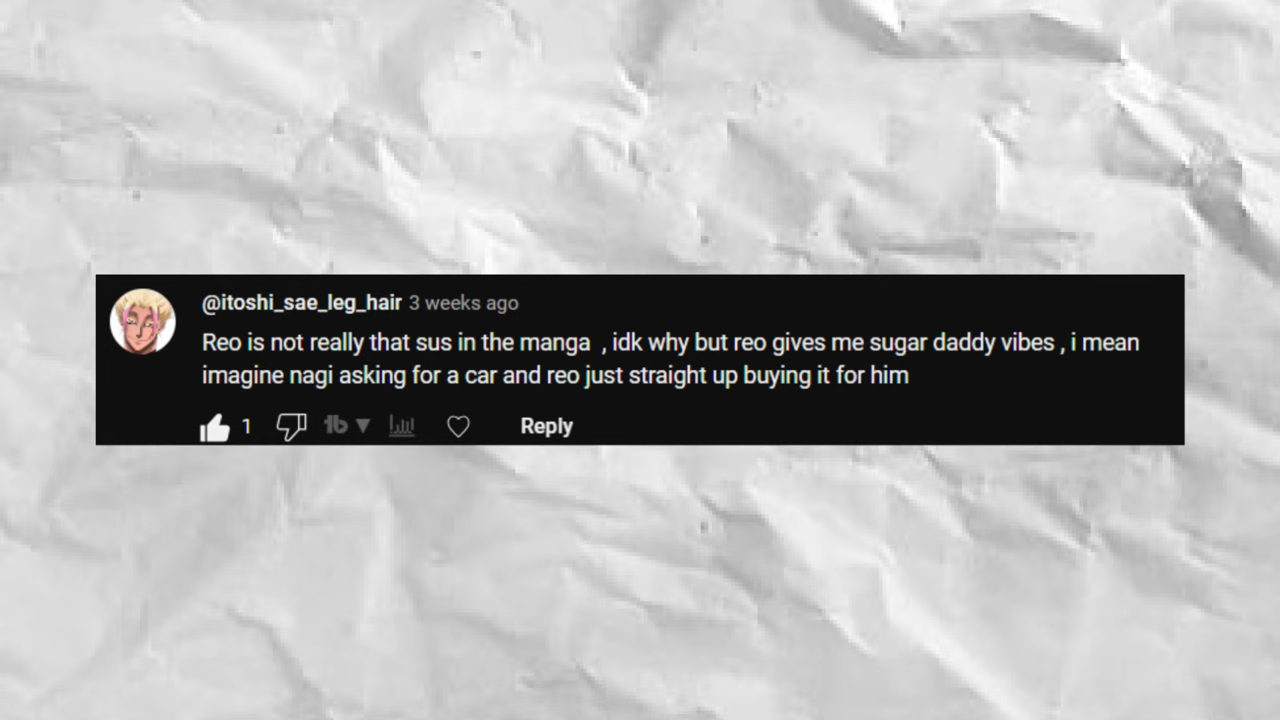 @itoshi_sae_leg_hair 3 weeks ago
Reo is not really that sus in the manga  , idk why but reo gives me sugar daddy vibes , i mean
imagine nagi asking for a car and reo just straight up buying it for him
1 Reply